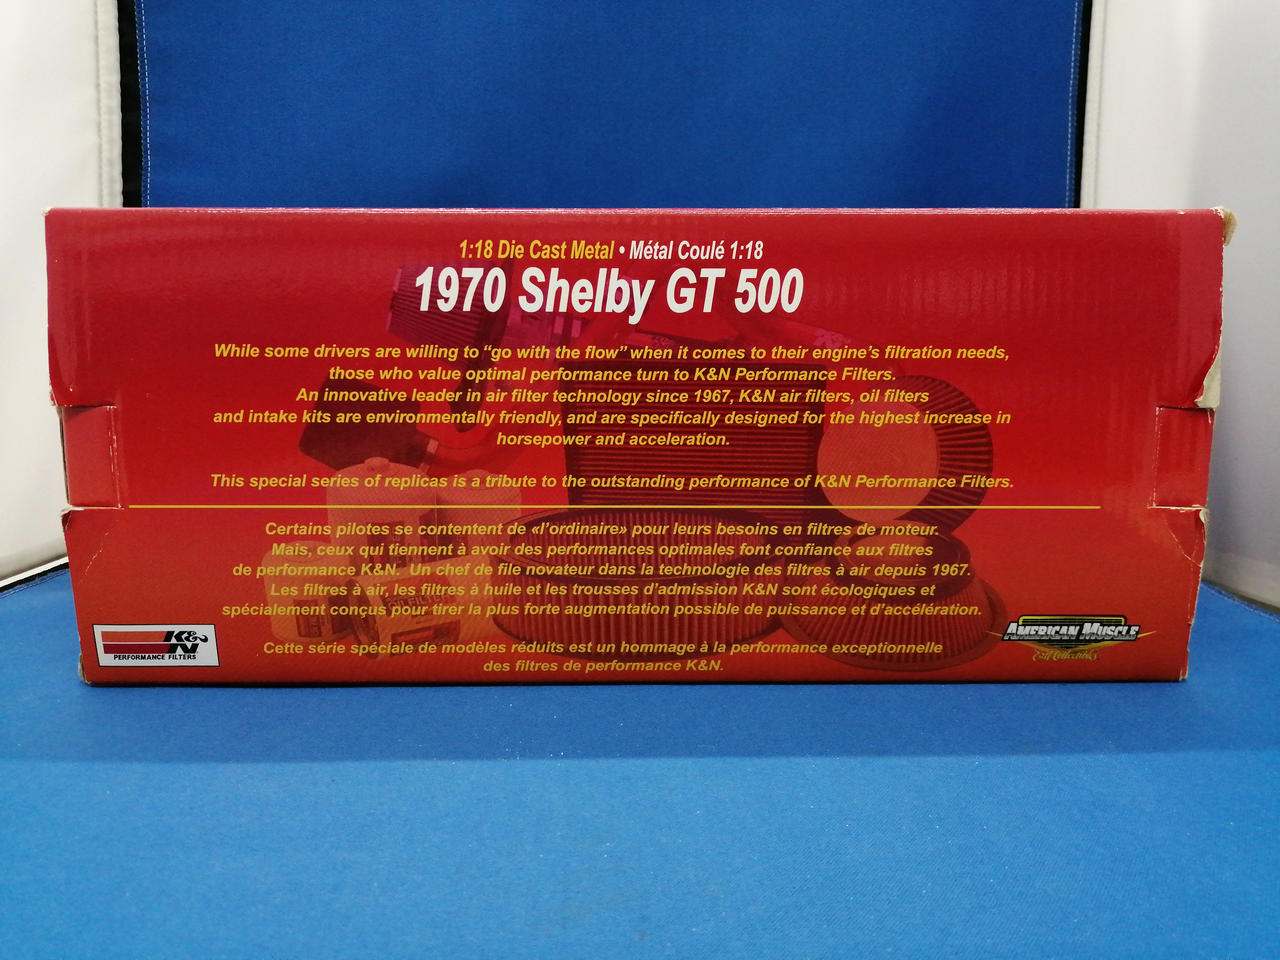 1:18 Die Cast Metal • Métal Coulé 1:18
1970 Shelby GT 500
While some drivers are willing to “go with the flow” when it comes to their engine’s filtration needs,
those who value optimal performance turn to K&N Performance Filters.
An innovative leader in air filter technology since 1967, K&N air filters, oil filters
and intake kits are environmentally friendly, and are specifically designed for the highest increase in
horsepower and acceleration.
This special series of replicas is a tribute to the outstanding performance of K&N Performance Filters.
Certains pilotes se contentent de «l’ordinaire» pour leurs besoins en filtres de moteur.
Mais, ceux qui tiennent à avoir des performances optimales font confiance aux filtres
de performance K&N. Un chef de file novateur dans la technologie des filtres à air depuis 1967.
Les filtres à air, les filtres à huile et les trousses d’admission K&N sont écologiques et
spécialement conçus pour tirer la plus forte augmentation possible de puissance et d’accélération.
Cette série spéciale de modèles réduits est un hommage à la performance exceptionnelle
des filtres de performance K&N.
K&N
PERFORMANCE FILTERS
AMERICAN MUSCLE
Ertl Collectibles